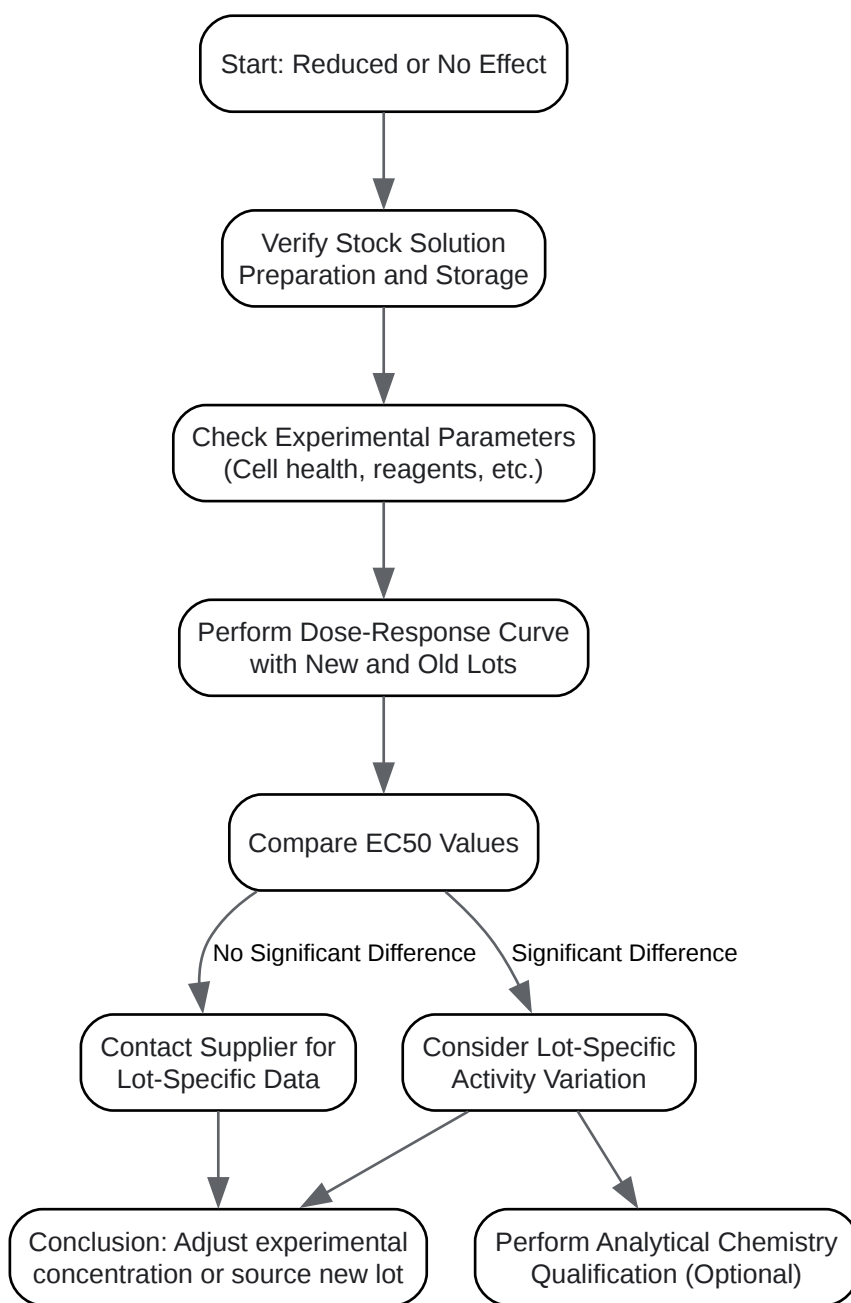 Start: Reduced or No Effect
Verify Stock Solution
Preparation and Storage
Check Experimental Parameters
(Cell health, reagents, etc.)
Perform Dose-Response Curve
with New and Old Lots
Compare EC50 Values
No Significant Difference
Significant Difference
Contact Supplier for
Lot-Specific Data
Consider Lot-Specific
Activity Variation
Conclusion: Adjust experimental
concentration or source new lot
Perform Analytical Chemistry
Qualification (Optional)